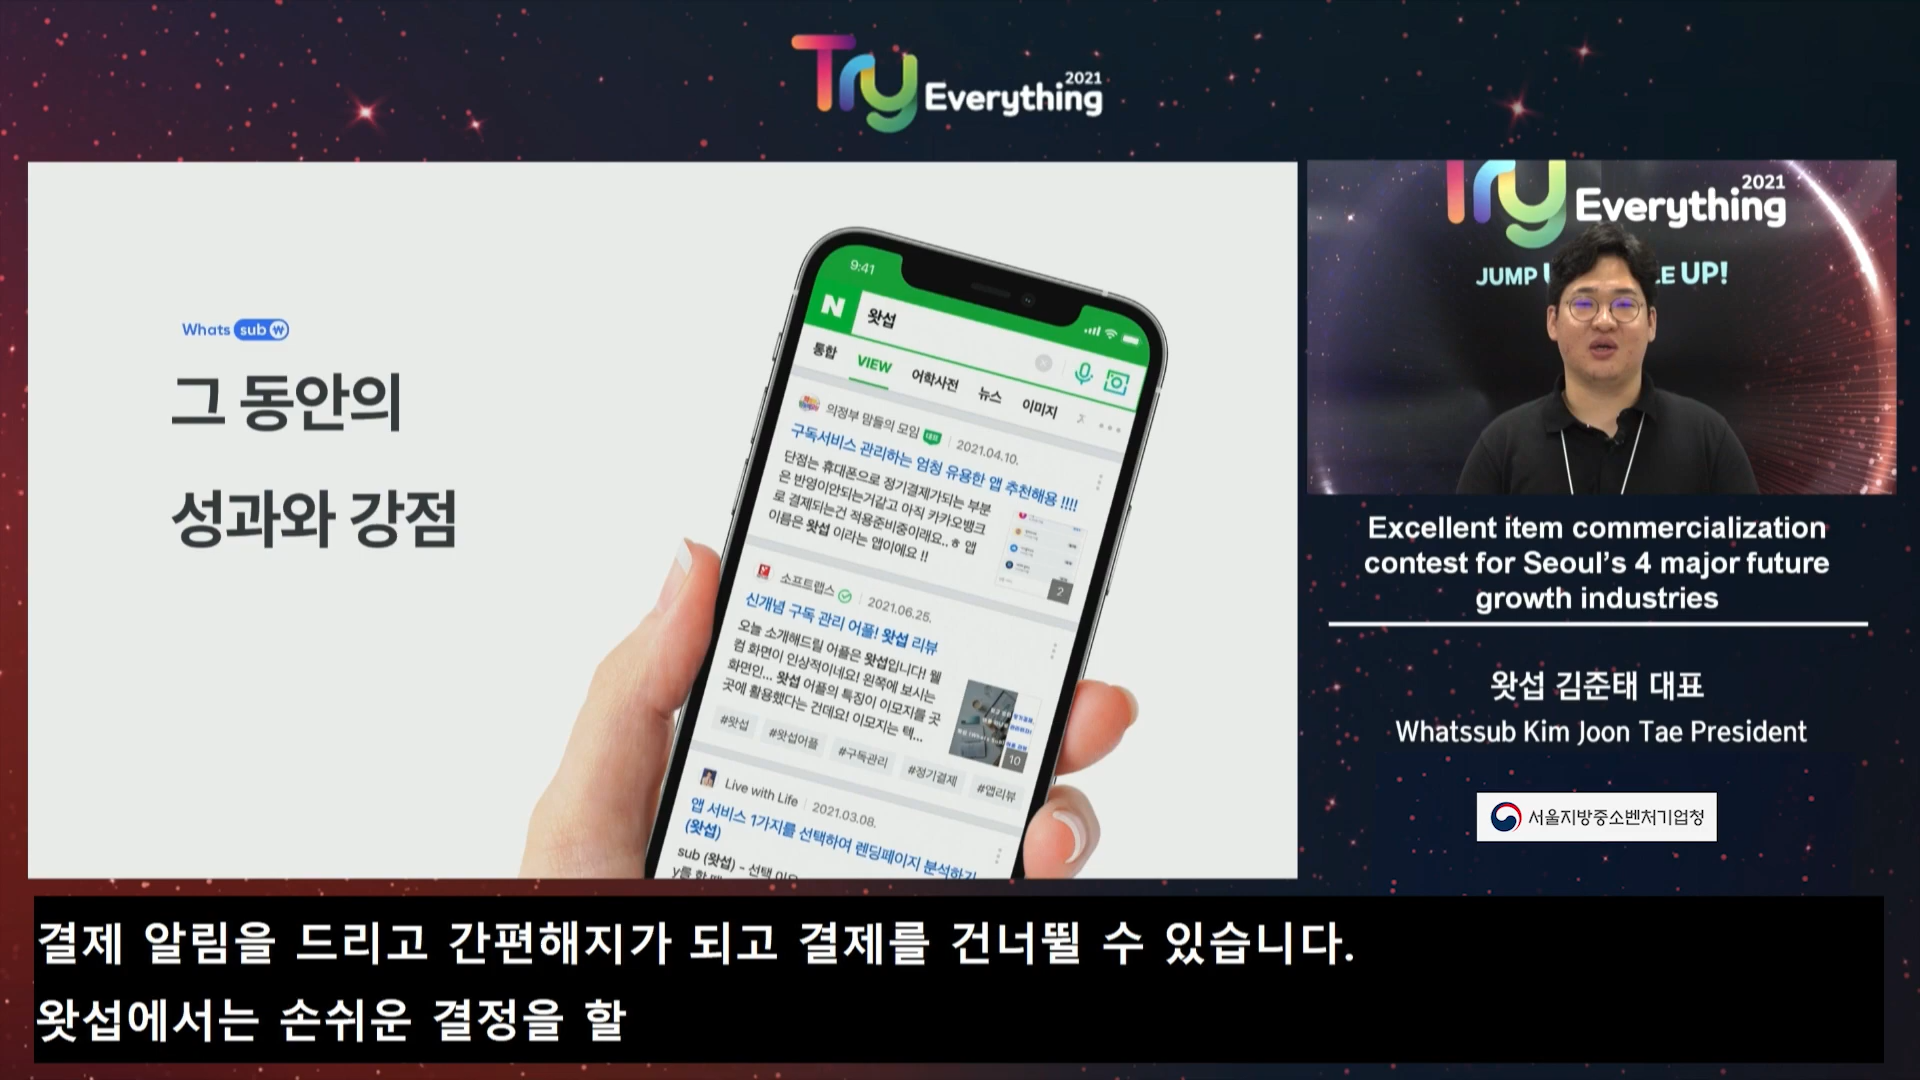 Try Everything 2021
Whats sub
그 동안의
성과와 강점
9:41
N 왓섭
통합 VIEW 어학사전 뉴스 이미지
의정부 맘들의 모임 대표 2021.04.10.
구독서비스 관리하는 엄청 유용한 앱 추천해용 !!!!
단점는 휴대폰으로 정기결제가되는 부분
은 반영이안되는거같고 아직 카카오뱅크
로 결제되는건 적용준비중이래요..ㅎ 앱
이름은 왓섭 이라는 앱이에요 !!
2
소프트랩스 2021.06.25.
신개념 구독 관리 어플! 왓섭 리뷰
오늘 소개해드릴 어플은 왓섭입니다! 웰
컴 화면이 인상적이네요! 왼쪽에 보시는
화면인... 왓섭 어플의 특징이 이모지를 곳
곳에 활용했다는 건데요! 이모지는 텍...
10
#왓섭 #왓섭어플 #구독관리 #정기결제 #앱리뷰
Live with Life 2021.03.08.
앱 서비스 1가지를 선택하여 랜딩페이지 분석하기
(왓섭)
sub (왓섭) - 선택
Try Everything 2021
JUMP UP!
Excellent item commercialization
contest for Seoul's 4 major future
growth industries
왓섭 김춘태 대표
Whatssub Kim Joon Tae President
서울지방중소벤처기업청
결제 알림을 드리고 간편해지가 되고 결제를 건너뛸 수 있습니다.
왓섭에서는 손쉬운 결정을 할